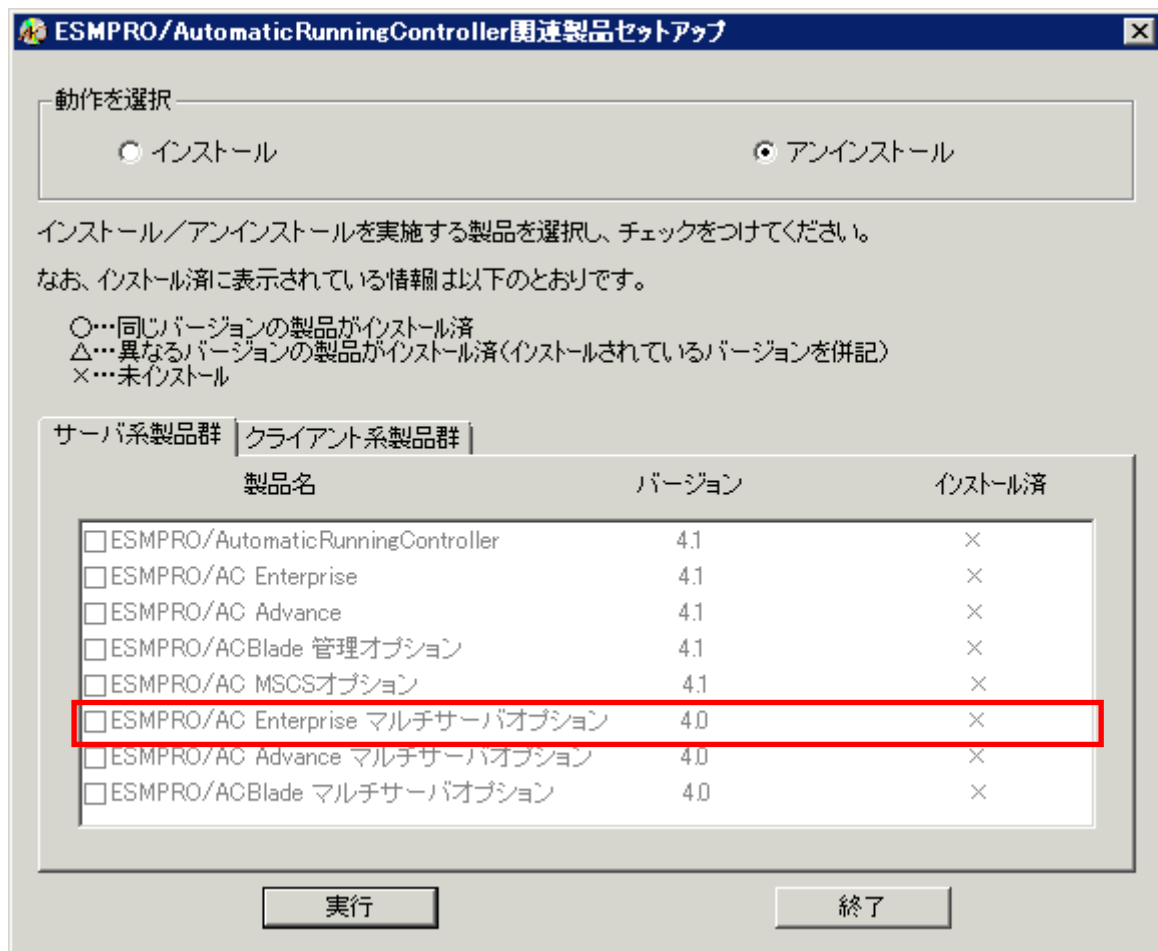 ESMPRO/AutomaticRunningController関連製品セットアップ
動作を選択
インストール アンインストール
インストール／アンインストールを実施する製品を選択し、チェックをつけてください。
なお、インストール済に表示されている情報は以下のとおりです。
○…同じバージョンの製品がインストール済
△…異なるバージョンの製品がインストール済(インストールされているバージョンを併記)
×…未インストール
サーバ系製品群 クライアント系製品群
製品名 バージョン インストール済
ESMPRO/AutomaticRunningController 4.1 ×
ESMPRO/AC Enterprise 4.1 ×
ESMPRO/AC Advance 4.1 ×
ESMPRO/ACBlade 管理オプション 4.1 ×
ESMPRO/AC MSCSオプション 4.1 ×
ESMPRO/AC Enterprise マルチサーバオプション 4.0 ×
ESMPRO/AC Advance マルチサーバオプション 4.0 ×
ESMPRO/ACBlade マルチサーバオプション 4.0 ×
実行 終了